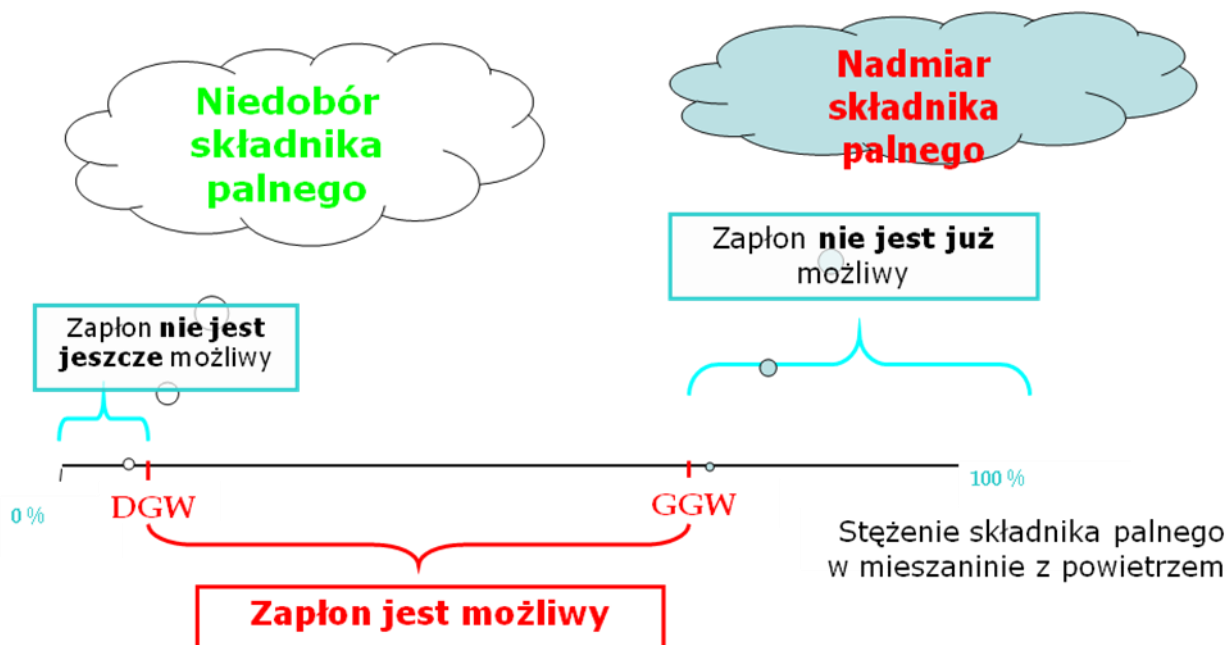 Niedobór
składnika
palnego
Nadmiar
składnika
palnego
Zapłon nie jest już
możliwy
Zapłon nie jest
jeszcze możliwy
0 %
DGW
GGW
100 %
Stężenie składnika palnego
w mieszaninie z powietrzem
Zapłon jest możliwy